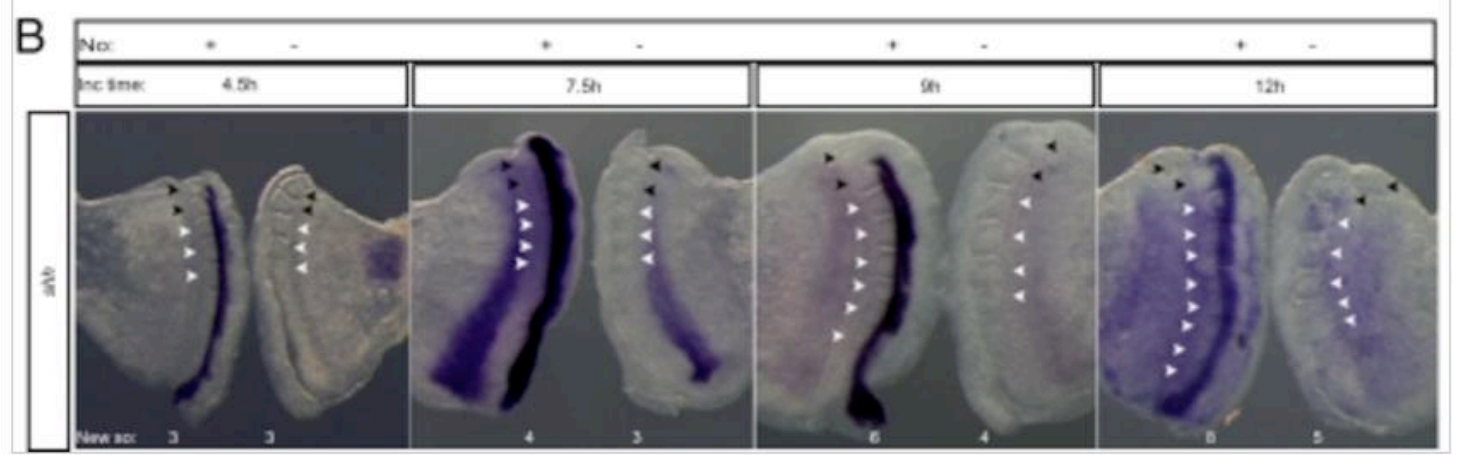 B
No: + - + - + - + -
Inc time: 4.5h 7.5h 9h 12h
shh
New so: 3 3 4 3 6 4 8 5